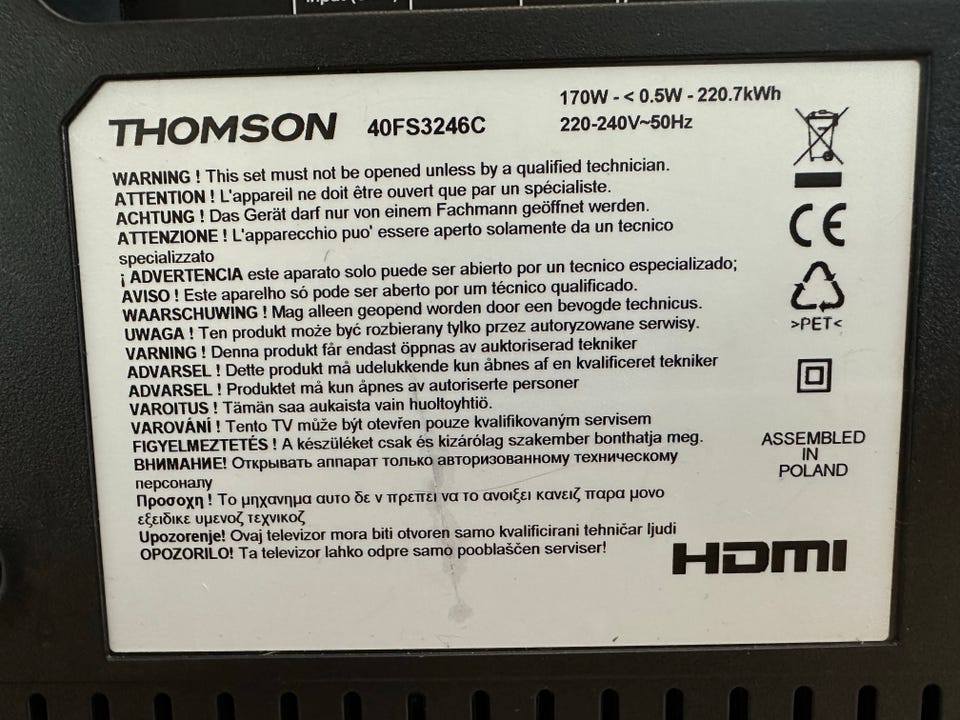 THOMSON 40FS3246C
170W - < 0.5W - 220.7kWh
220-240V~50Hz
WARNING ! This set must not be opened unless by a qualified technician.
ATTENTION ! L'appareil ne doit être ouvert que par un spécialiste.
ACHTUNG ! Das Gerät darf nur von einem Fachmann geöffnet werden.
ATTENZIONE ! L'apparecchio puo' essere aperto solamente da un tecnico
specializzato
¡ ADVERTENCIA este aparato solo puede ser abierto por un tecnico especializado;
AVISO ! Este aparelho só pode ser aberto por um técnico qualificado.
WAARSCHUWING ! Mag alleen geopend worden door een bevogde technicus.
UWAGA ! Ten produkt może być rozbierany tylko przez autoryzowane serwisy.
VARNING ! Denna produkt får endast öppnas av auktoriserad tekniker
ADVARSEL ! Dette produkt må udelukkende kun åbnes af en kvalificeret tekniker
ADVARSEL ! Produktet må kun åpnes av autoriserte personer
VAROITUS ! Tämän saa aukaista vain huoltoyhtiö.
VAROVÁNÍ ! Tento TV může být otevřen pouze kvalifikovaným servisem
FIGYELMEZTETÉS ! A készüléket csak és kizárólag szakember bonthatja meg.
ВНИМАНИЕ! Открывать аппарат только авторизованному техническому
персоналу
Προσοχη ! Το μηχανημα αυτο δε ν πρεπει να το ανοιξει κανειζ παρα μονο
εξειδικε υμενοζ τεχνικοζ
Upozorenje! Ovaj televizor mora biti otvoren samo kvalificirani tehničar ljudi
OPOZORILO! Ta televizor lahko odpre samo pooblaščen serviser!
CE
>PET<
ASSEMBLED
IN
POLAND
HDMI